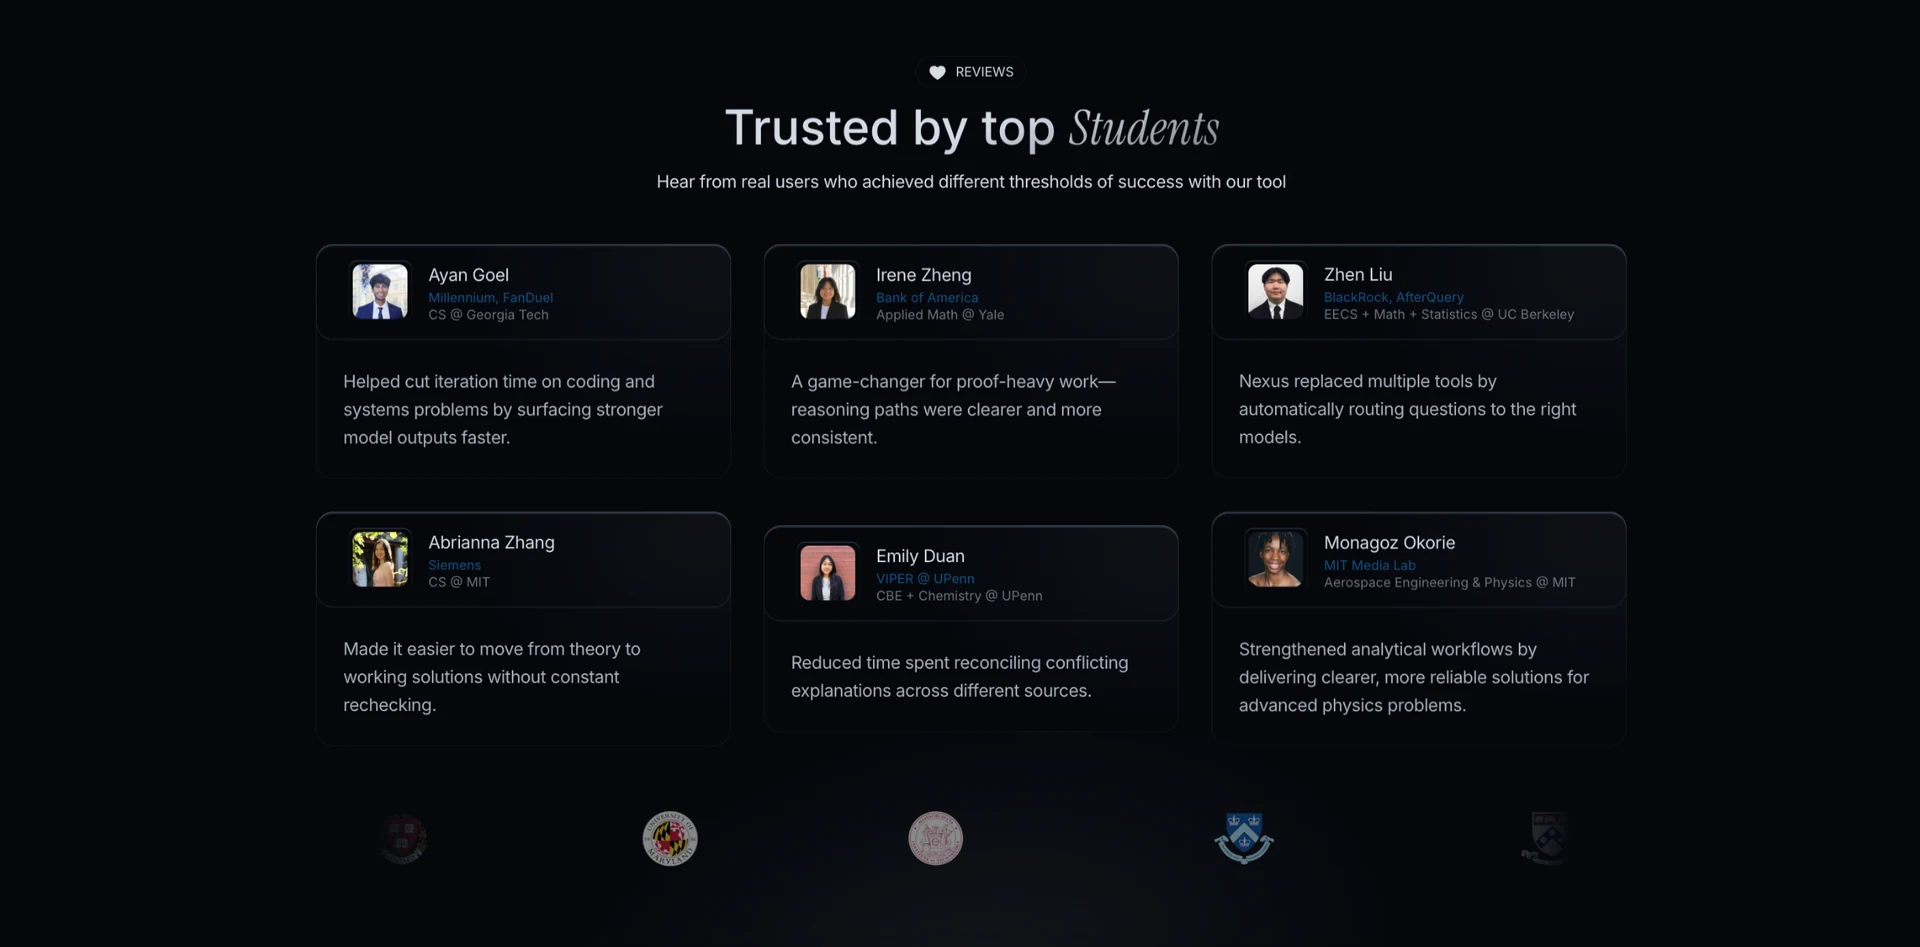 REVIEWS
Trusted by top Students
Hear from real users who achieved different thresholds of success with our tool
Ayan Goel
Millennium, FanDuel
CS @ Georgia Tech
Helped cut iteration time on coding and
systems problems by surfacing stronger
model outputs faster.
Irene Zheng
Bank of America
Applied Math @ Yale
A game-changer for proof-heavy work—
reasoning paths were clearer and more
consistent.
Zhen Liu
BlackRock, AfterQuery
EECS + Math + Statistics @ UC Berkeley
Nexus replaced multiple tools by
automatically routing questions to the right
models.
Abrianna Zhang
Siemens
CS @ MIT
Made it easier to move from theory to
working solutions without constant
rechecking.
Emily Duan
VIPER @ UPenn
CBE + Chemistry @ UPenn
Reduced time spent reconciling conflicting
explanations across different sources.
Monagoz Okorie
MIT Media Lab
Aerospace Engineering & Physics @ MIT
Strengthened analytical workflows by
delivering clearer, more reliable solutions for
advanced physics problems.
UNIVERSITY OF
MARYLAND